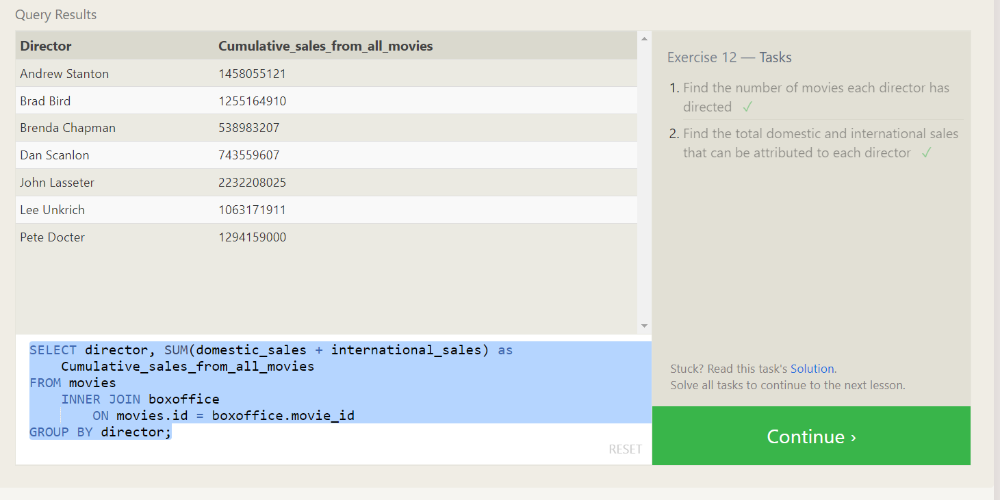 Query Results
Director Cumulative_sales_from_all_movies
Andrew Stanton 1458055121
Brad Bird 1255164910
Brenda Chapman 538983207
Dan Scanlon 743559607
John Lasseter 2232208025
Lee Unkrich 1063171911
Pete Docter 1294159000
SELECT director, SUM(domestic_sales + international_sales) as
Cumulative_sales_from_all_movies
FROM movies
INNER JOIN boxoffice
ON movies.id = boxoffice.movie_id
GROUP BY director;
RESET
Exercise 12 — Tasks
1. Find the number of movies each director has
directed ✓
2. Find the total domestic and international sales
that can be attributed to each director ✓
Stuck? Read this task's Solution.
Solve all tasks to continue to the next lesson.
Continue ›